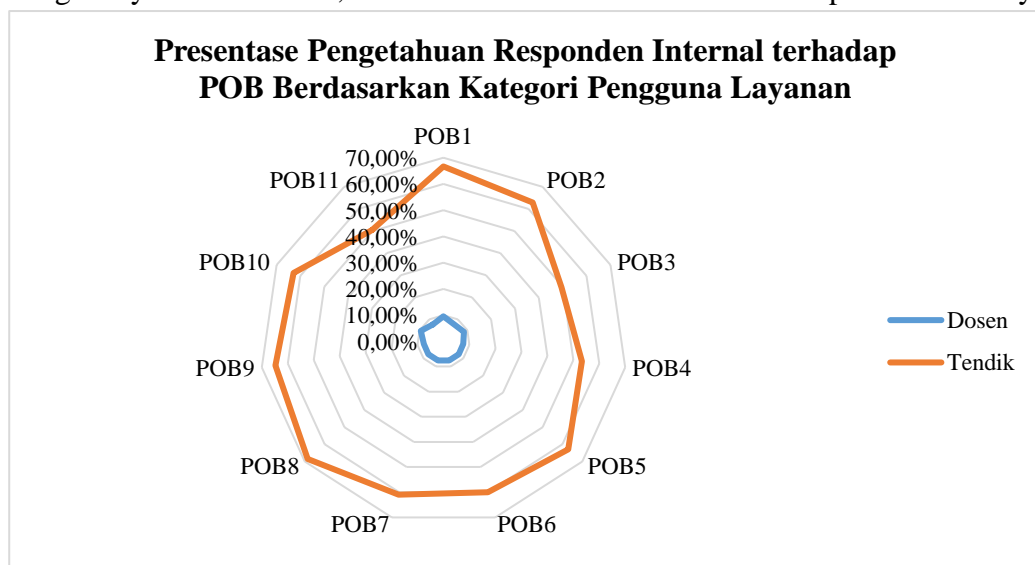 Presentase Pengetahuan Responden Internal terhadap
POB Berdasarkan Kategori Pengguna Layanan
POB1
POB2
POB3
POB4
POB5
POB6
POB7
POB8
POB9
POB10
POB11
70,00%
60,00%
50,00%
40,00%
30,00%
20,00%
10,00%
0,00%
Dosen
Tendik